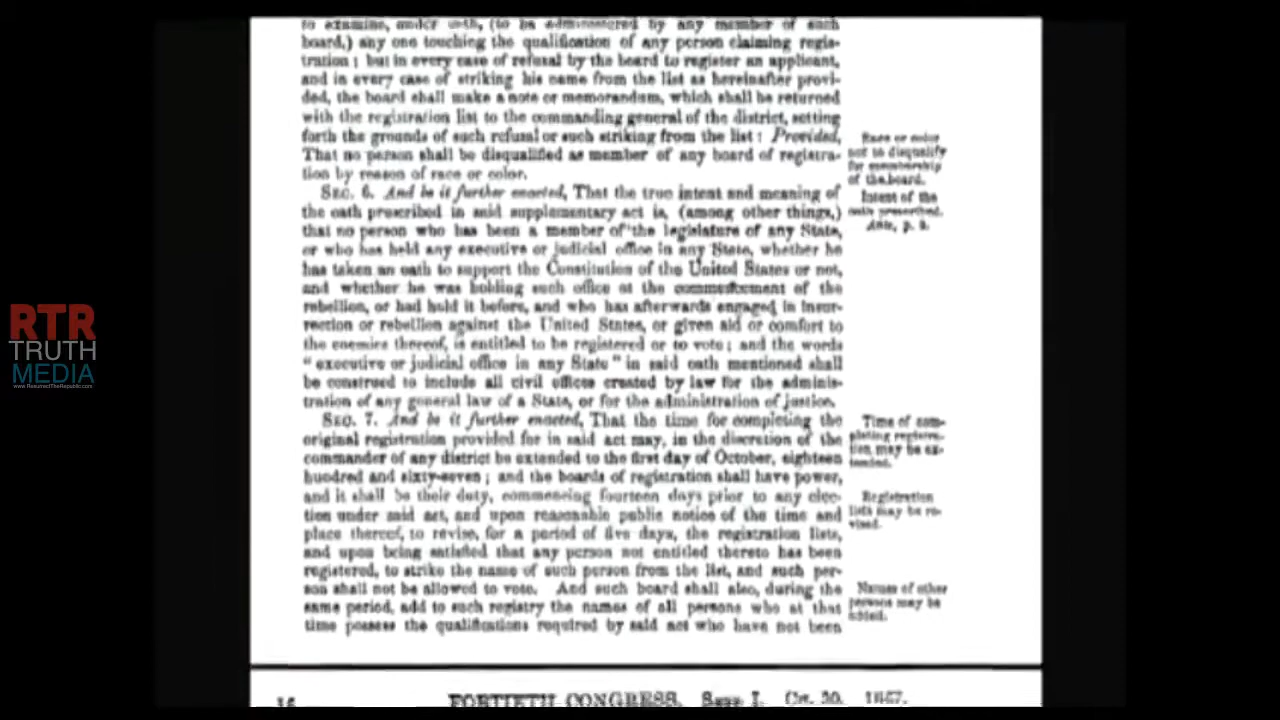 to examine, under oath, (to be administered by any member of such
board,) any one touching the qualification of any person claiming regis-
tration; but in every case of refusal by the board to register an applicant,
and in every case of striking his name from the list as hereinafter provi-
ded, the board shall make a note or memorandum, which shall be returned
with the registration list to the commanding general of the district, setting
forth the grounds of such refusal or such striking from the list: Provided,
That no person shall be disqualified as member of any board of registra-
tion by reason of race or color.
Race or color
not to disqualify
for membership
of the board.
SEC. 6. And be it further enacted, That the true intent and meaning of
the oath prescribed in said supplementary act is, (among other things,)
that no person who has been a member of the legislature of any State,
or who has held any executive or judicial office in any State, whether he
has taken an oath to support the Constitution of the United States or not,
and whether he was holding such office at the commencement of the
rebellion, or had held it before, and who has afterwards engaged in insur-
rection or rebellion against the United States, or given aid or comfort to
the enemies thereof, is entitled to be registered or to vote; and the words
"executive or judicial office in any State" in said oath mentioned shall
be construed to include all civil offices created by law for the adminis-
tration of any general law of a State, or for the administration of justice.
Intent of the
oath prescribed.
Ante, p. 2.
SEC. 7. And be it further enacted, That the time for completing the
original registration provided for in said act may, in the discretion of the
commander of any district be extended to the first day of October, eighteen
hundred and sixty-seven; and the boards of registration shall have power,
and it shall be their duty, commencing fourteen days prior to any elec-
tion under said act, and upon reasonable public notice of the time and
place thereof, to revise, for a period of five days, the registration lists,
and upon being satisfied that any person not entitled thereto has been
registered, to strike the name of such person from the list, and such per-
son shall not be allowed to vote. And such board shall also, during the
same period, add to such registry the names of all persons who at that
time possess the qualifications required by said act who have not been
Time of com-
pleting registra-
tion may be ex-
tended.
Registration
lists may be re-
vised.
Names of other
persons may be
added.
FORTIETH CONGRESS. Sess. I. Ch. 30. 1867.
RTR
TRUTH
MEDIA
www.ResurrectTheRepublic.com